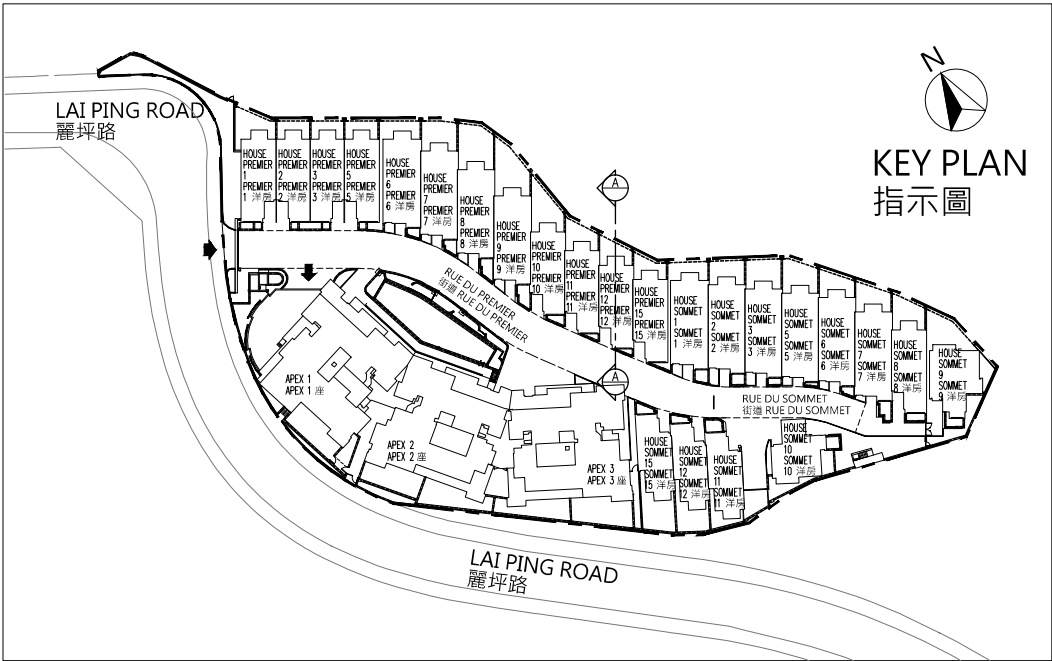 N
KEY PLAN
指示圖
LAI PING ROAD
麗坪路
HOUSE
PREMIER
1
PREMIER
1 洋房
HOUSE
PREMIER
2
PREMIER
2 洋房
HOUSE
PREMIER
3
PREMIER
3 洋房
HOUSE
PREMIER
5
PREMIER
5 洋房
HOUSE
PREMIER
6
PREMIER
6 洋房
HOUSE
PREMIER
7
PREMIER
7 洋房
HOUSE
PREMIER
8
PREMIER
8 洋房
HOUSE
PREMIER
9
PREMIER
9 洋房
HOUSE
PREMIER
10
PREMIER
10 洋房
HOUSE
PREMIER
11
PREMIER
11 洋房
A
HOUSE
PREMIER
12
PREMIER
12 洋房
HOUSE
PREMIER
15
PREMIER
15 洋房
HOUSE
SOMMET
1
SOMMET
1 洋房
HOUSE
SOMMET
2
SOMMET
2 洋房
HOUSE
SOMMET
3
SOMMET
3 洋房
HOUSE
SOMMET
5
SOMMET
5 洋房
HOUSE
SOMMET
6
SOMMET
6 洋房
HOUSE
SOMMET
7
SOMMET
7 洋房
HOUSE
SOMMET
8
SOMMET
8 洋房
HOUSE
SOMMET
9
SOMMET
9 洋房
RUE DU PREMIER
街道 RUE DU PREMIER
A
RUE DU SOMMET
街道 RUE DU SOMMET
APEX 1
APEX 1 座
APEX 2
APEX 2 座
APEX 3
APEX 3 座
HOUSE
SOMMET
15
SOMMET
15 洋房
HOUSE
SOMMET
12
SOMMET
12 洋房
HOUSE
SOMMET
11
SOMMET
11 洋房
HOUSE
SOMMET
10
SOMMET
10 洋房
LAI PING ROAD
麗坪路